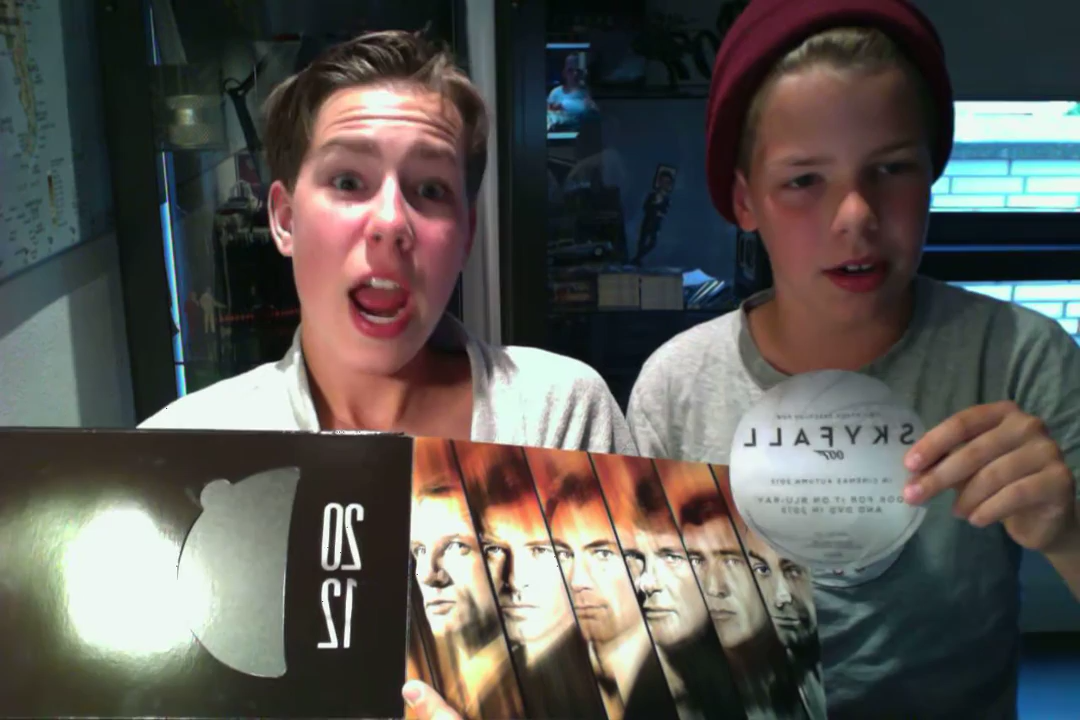 20
12
SKYFALL
007
IN CINEMAS AUTUMN 2012
LOOK FOR IT ON BLU-RAY
AND DVD IN 2013